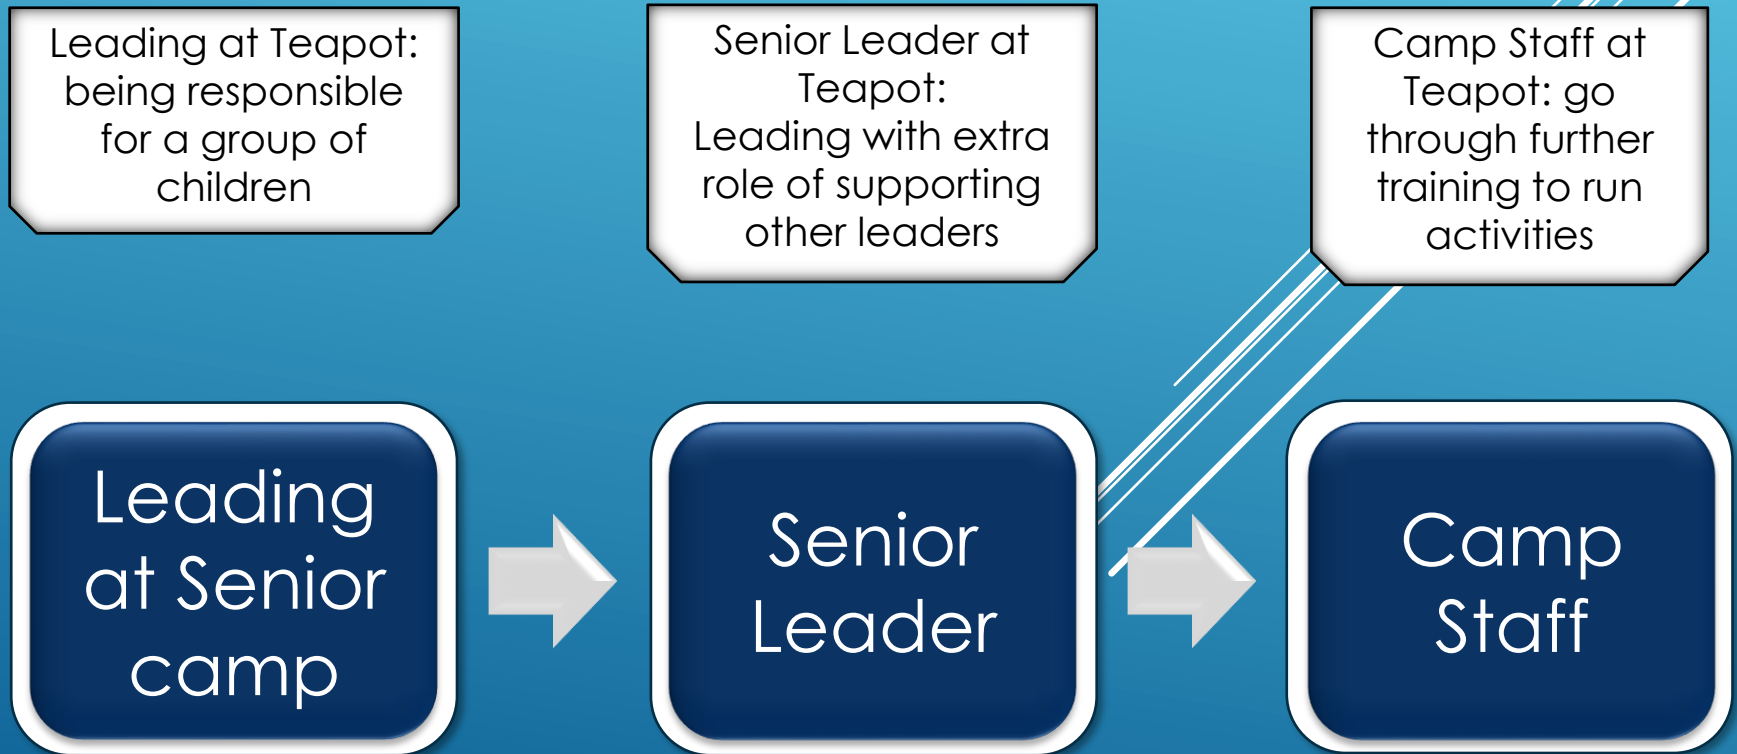 Leading at Teapot:
being responsible
for a group of
children
Senior Leader at
Teapot:
Leading with extra
role of supporting
other leaders
Camp Staff at
Teapot: go
through further
training to run
activities
Leading
at Senior
camp
Senior
Leader
Camp
Staff